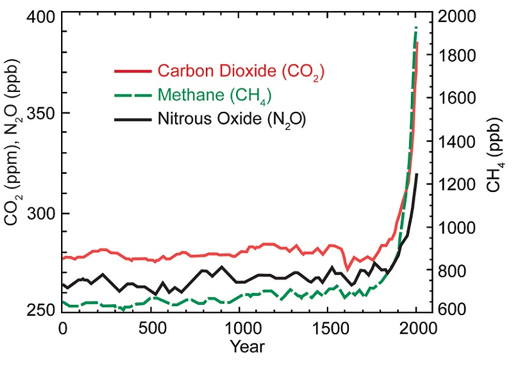 400
350
300
250
CO₂ (ppm), N₂O (ppb)
Carbon Dioxide (CO₂)
Methane (CH₄)
Nitrous Oxide (N₂O)
2000
1800
1600
1400
1200
1000
800
600
CH₄ (ppb)
0 500 1000 1500 2000
Year